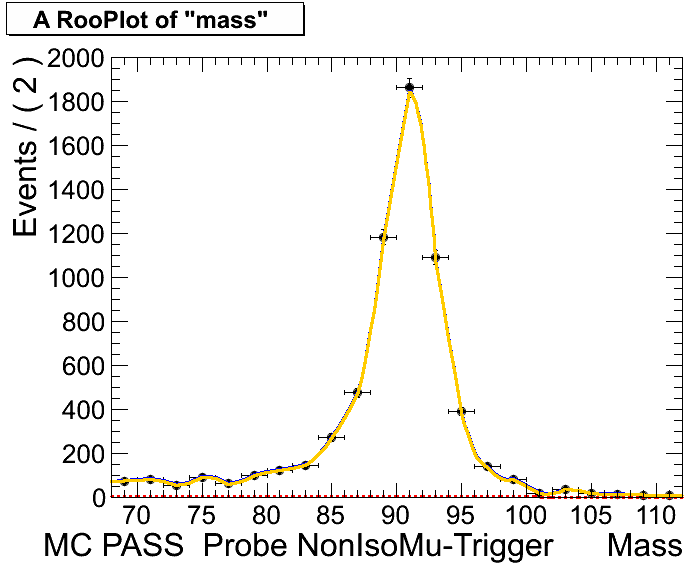 A RooPlot of "mass"
Events / ( 2 )
2000
1800
1600
1400
1200
1000
800
600
400
200
0
70 75 80 85 90 95 100 105 110
MC PASS Probe NonIsoMu-Trigger Mass